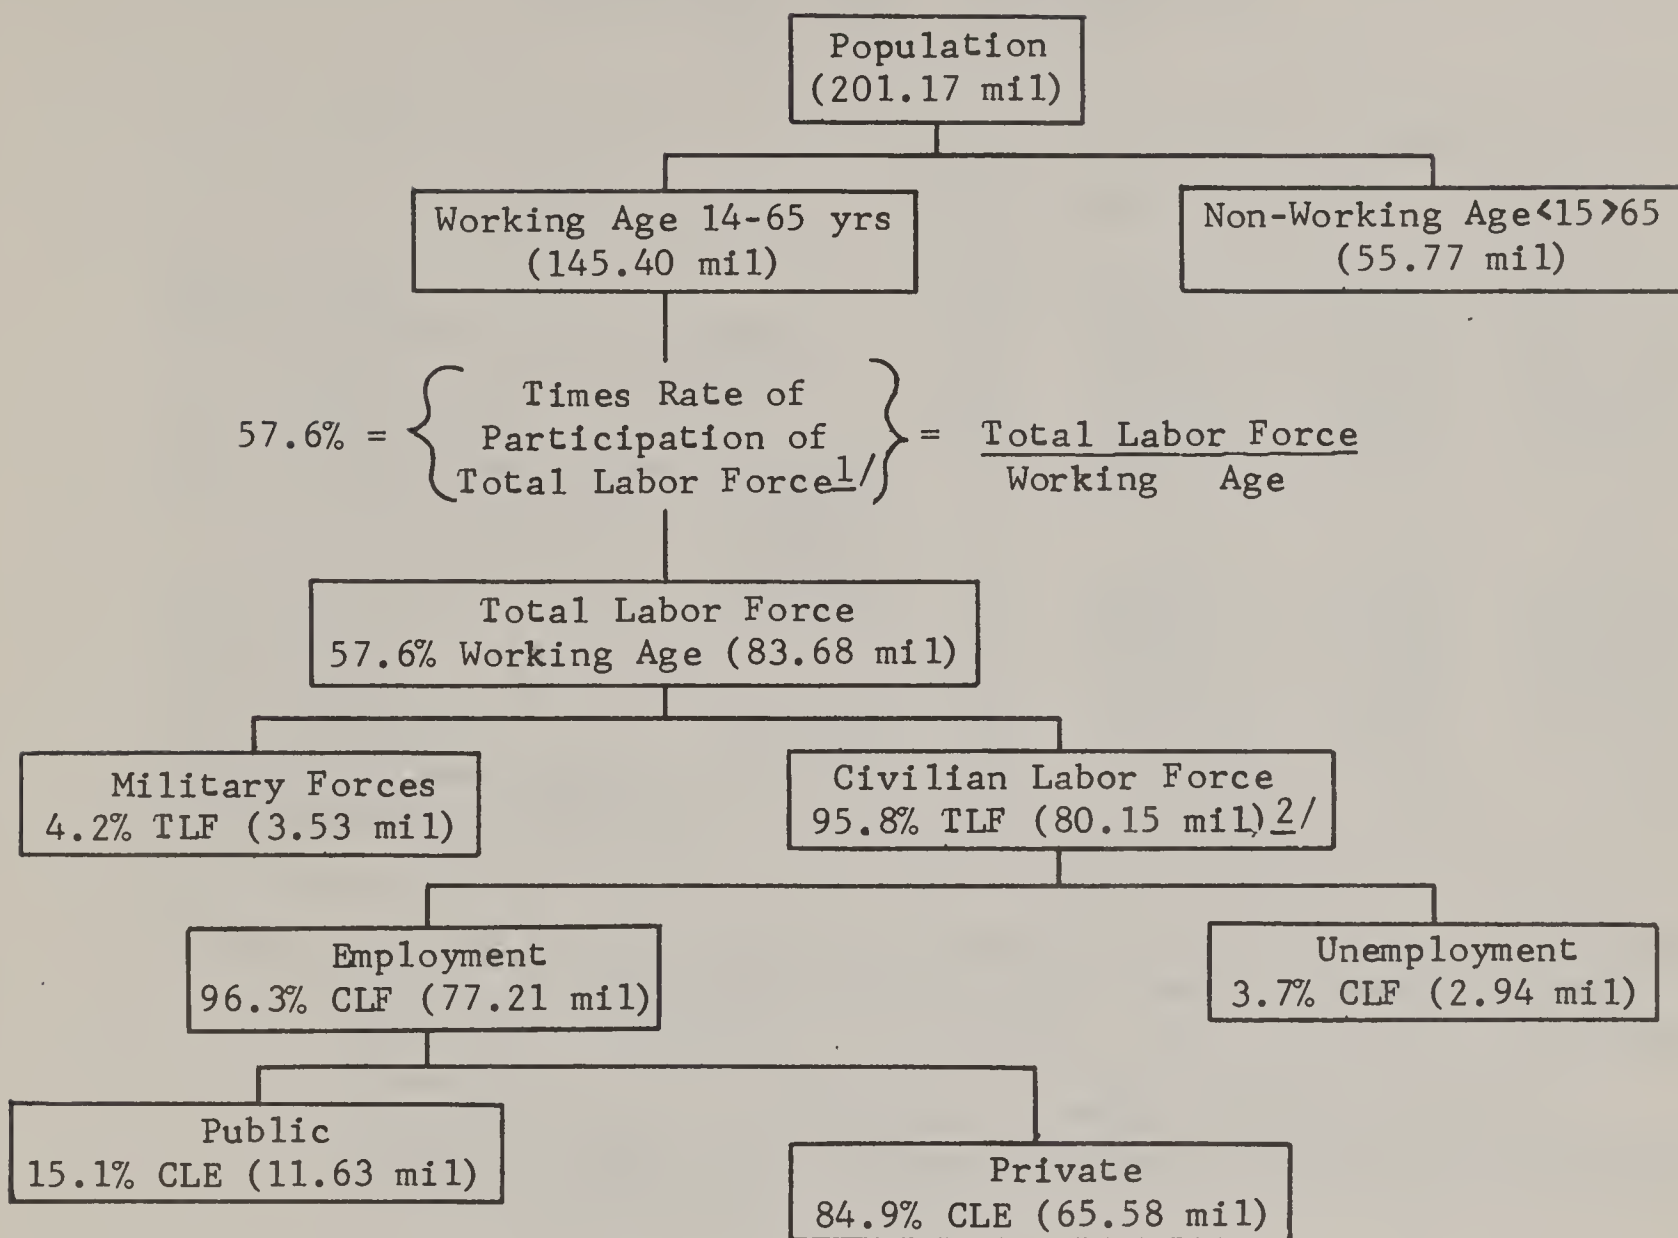 Population
(201.17 mil)
Working Age 14-65 yrs
(145.40 mil)
Non-Working Age<15>65
(55.77 mil)
57.6% = { Times Rate of
Participation of
Total Labor Force1/ } = Total Labor Force
Working Age
Total Labor Force
57.6% Working Age (83.68 mil)
Military Forces
4.2% TLF (3.53 mil)
Civilian Labor Force
95.8% TLF (80.15 mil)2/
Employment
96.3% CLF (77.21 mil)
Unemployment
3.7% CLF (2.94 mil)
Public
15.1% CLE (11.63 mil)
Private
84.9% CLE (65.58 mil)